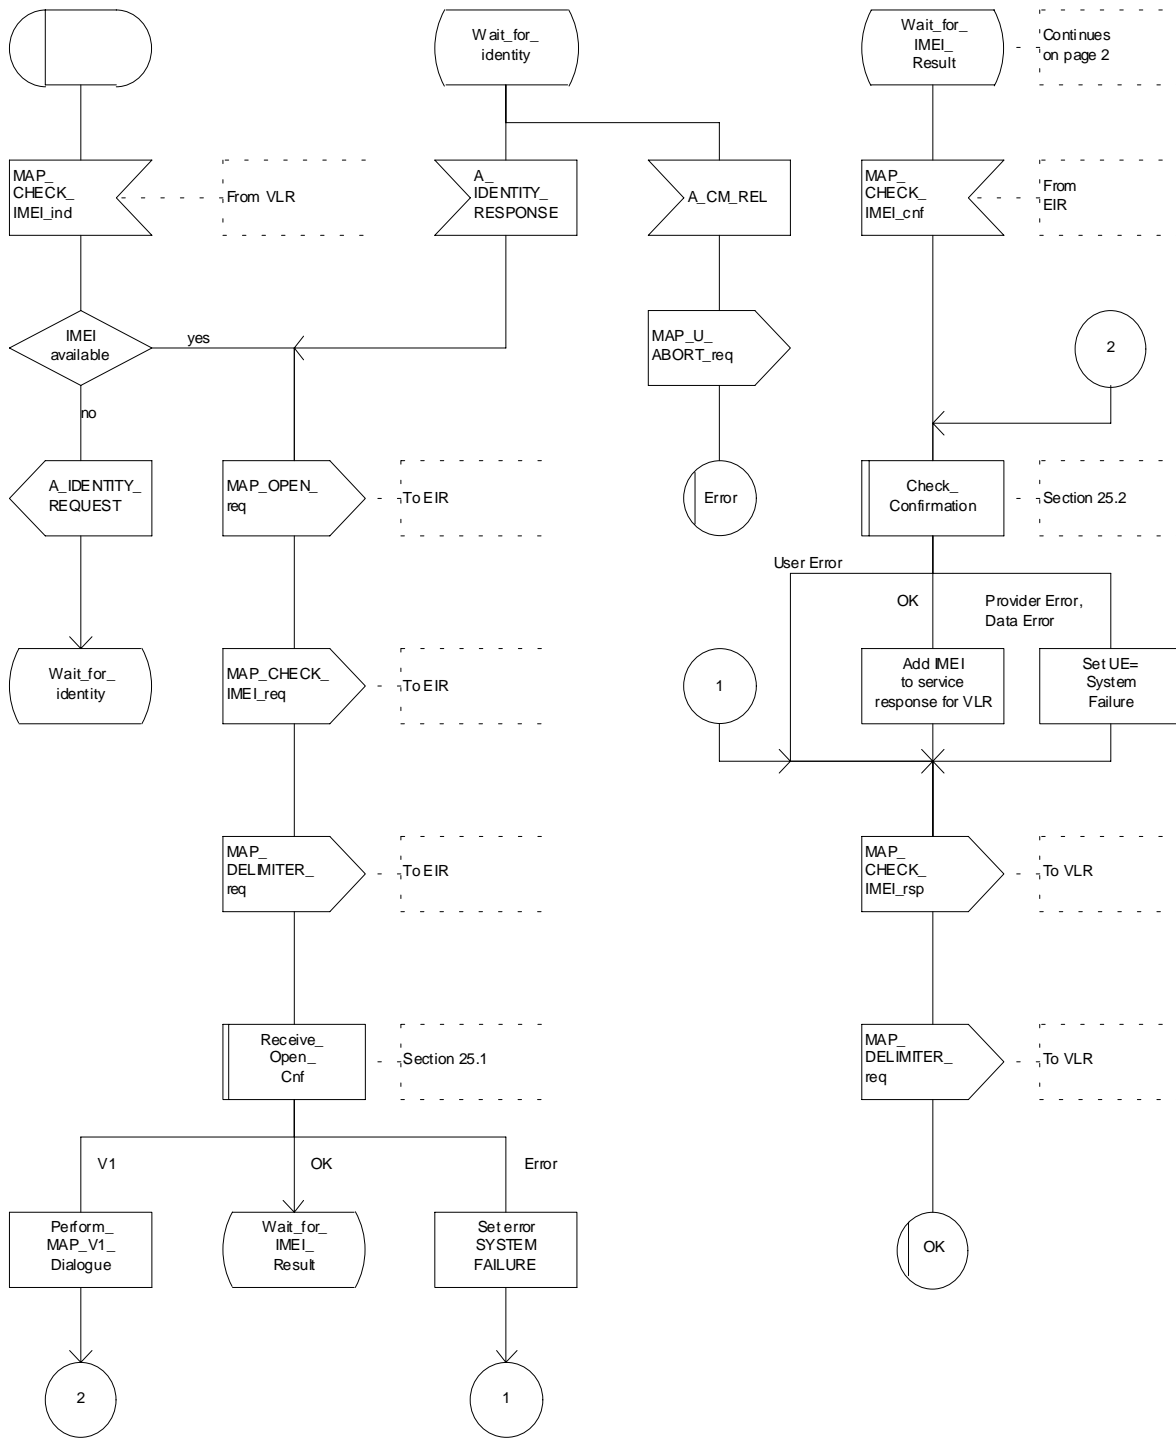 Wait_for_
identity
Wait_for_
IMEI_
Result
Continues
on page 2
MAP_
CHECK_
IMEI_ind
From VLR
A_
IDENTITY_
RESPONSE
A_CM_REL
MAP_
CHECK_
IMEI_cnf
From
EIR
IMEI
available
yes
no
MAP_U_
ABORT_req
2
A_IDENTITY_
REQUEST
MAP_OPEN_
req
To EIR
Error
Check_
Confirmation
Section 25.2
User Error
OK
Provider Error,
Data Error
Wait_for_
identity
MAP_CHECK_
IMEI_req
To EIR
1
Add IMEI
to service
response for VLR
Set UE=
System
Failure
MAP_
DELIMITER_
req
To EIR
MAP_
CHECK_
IMEI_rsp
To VLR
Receive_
Open_
Cnf
Section 25.1
MAP_
DELIMITER_
req
To VLR
V1
OK
Error
Perform_
MAP_V1_
Dialogue
Wait_for_
IMEI_
Result
Set error
SYSTEM
FAILURE
OK
2
1